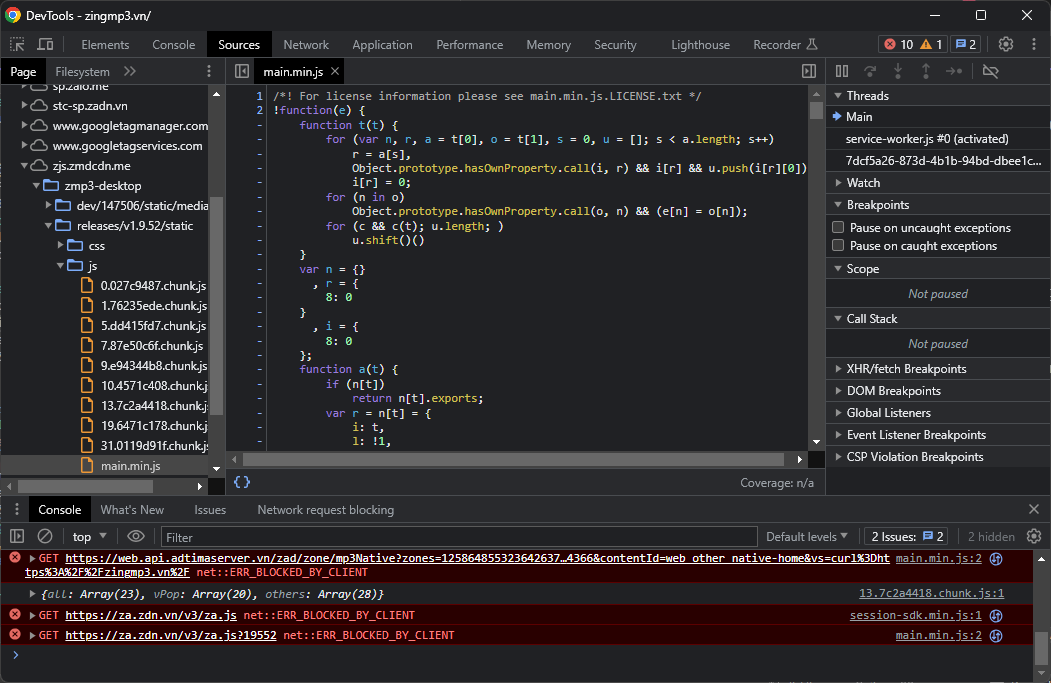 DevTools - zingmp3.vn/
Elements Console Sources Network Application Performance Memory Security Lighthouse Recorder 10 1 2
Page Filesystem
main.min.js
sp.zalo.me
stc-sp.zadn.vn
www.googletagmanager.com
www.googletagservices.com
zjs.zmdcdn.me
zmp3-desktop
dev/147506/static/media
releases/v1.9.52/static
css
js
0.027c9487.chunk.js
1.76235ede.chunk.js
5.dd415fd7.chunk.js
7.87e50c6f.chunk.js
9.e94344b8.chunk.js
10.4571c408.chunk.j
13.7c2a4418.chunk.j
19.6471c178.chunk.j
31.0119d91f.chunk.js
main.min.js
1 /*! For license information please see main.min.js.LICENSE.txt */
2 !function(e) {
- function t(t) {
- for (var n, r, a = t[0], o = t[1], s = 0, u = []; s < a.length; s++)
- r = a[s],
- Object.prototype.hasOwnProperty.call(i, r) && i[r] && u.push(i[r][0])
- i[r] = 0;
- for (n in o)
- Object.prototype.hasOwnProperty.call(o, n) && (e[n] = o[n]);
- for (c && c(t); u.length; )
- u.shift()()
- }
- var n = {}
- , r = {
- 8: 0
- }
- , i = {
- 8: 0
- };
- function a(t) {
- if (n[t])
- return n[t].exports;
- var r = n[t] = {
- i: t,
- l: !1,
{} Coverage: n/a
Threads
Main
service-worker.js #0 (activated)
7dcf5a26-873d-4b1b-94bd-dbee1c...
Watch
Breakpoints
Pause on uncaught exceptions
Pause on caught exceptions
Scope
Not paused
Call Stack
Not paused
XHR/fetch Breakpoints
DOM Breakpoints
Global Listeners
Event Listener Breakpoints
CSP Violation Breakpoints
Console What's New Issues Network request blocking
top Filter Default levels 2 Issues: 2 2 hidden
GET https://web.api.adtimaserver.vn/zad/zone/mp3Native?zones=125864855323642637…4366&contentId=web_other_native-home&vs=curl%3Dht main.min.js:2
tps%3A%2F%2Fzingmp3.vn%2F net::ERR_BLOCKED_BY_CLIENT
{all: Array(23), vPop: Array(20), others: Array(28)} 13.7c2a4418.chunk.js:1
GET https://za.zdn.vn/v3/za.js net::ERR_BLOCKED_BY_CLIENT session-sdk.min.js:1
GET https://za.zdn.vn/v3/za.js?19552 net::ERR_BLOCKED_BY_CLIENT main.min.js:2